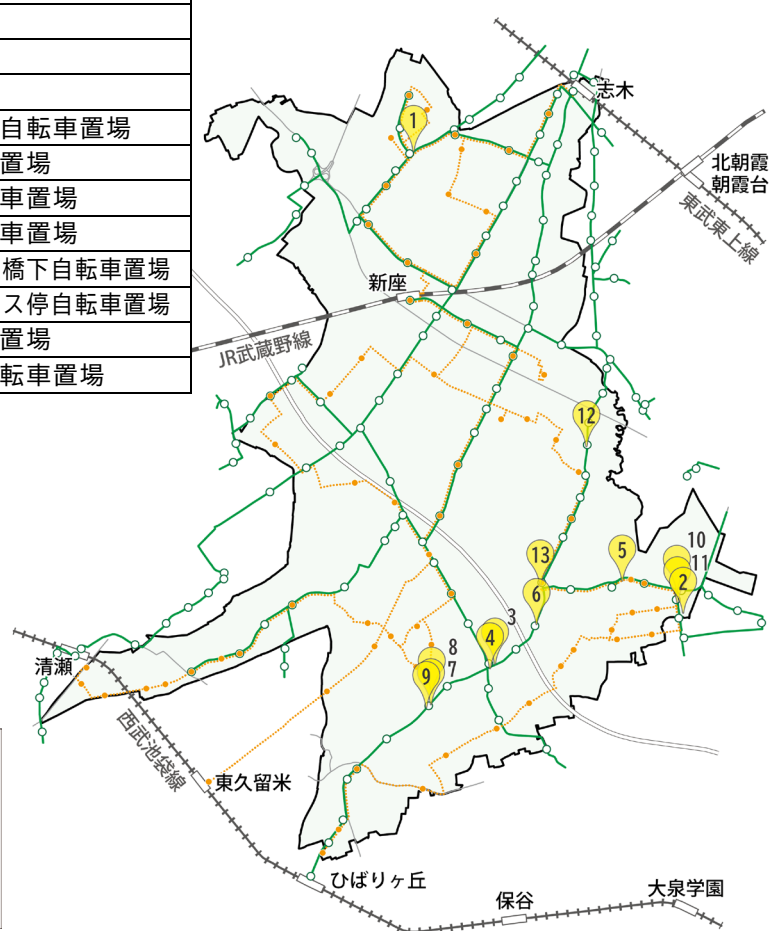 自転車置場
置場
車置場
車置場
橋下自転車置場
ス停自転車置場
置場
転車置場
志木
北朝霞
朝霞台
東武東上線
新座
JR武蔵野線
1
12
13
5
10
11
2
6
3
4
8
7
9
清瀬
西武池袋線
東久留米
ひばりヶ丘
保谷
大泉学園